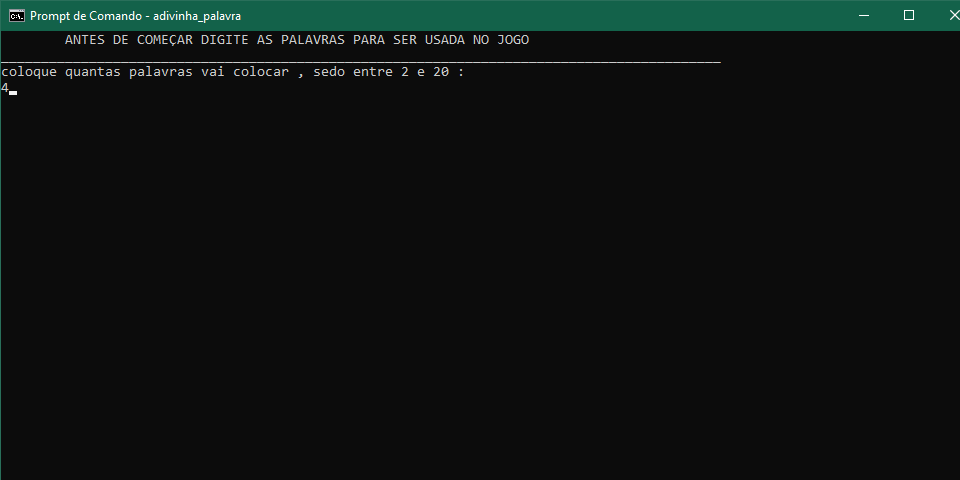 Prompt de Comando - adivinha_palavra
ANTES DE COMEÇAR DIGITE AS PALAVRAS PARA SER USADA NO JOGO
__________________________________________________________________________________________
coloque quantas palavras vai colocar , sedo entre 2 e 20 :
4